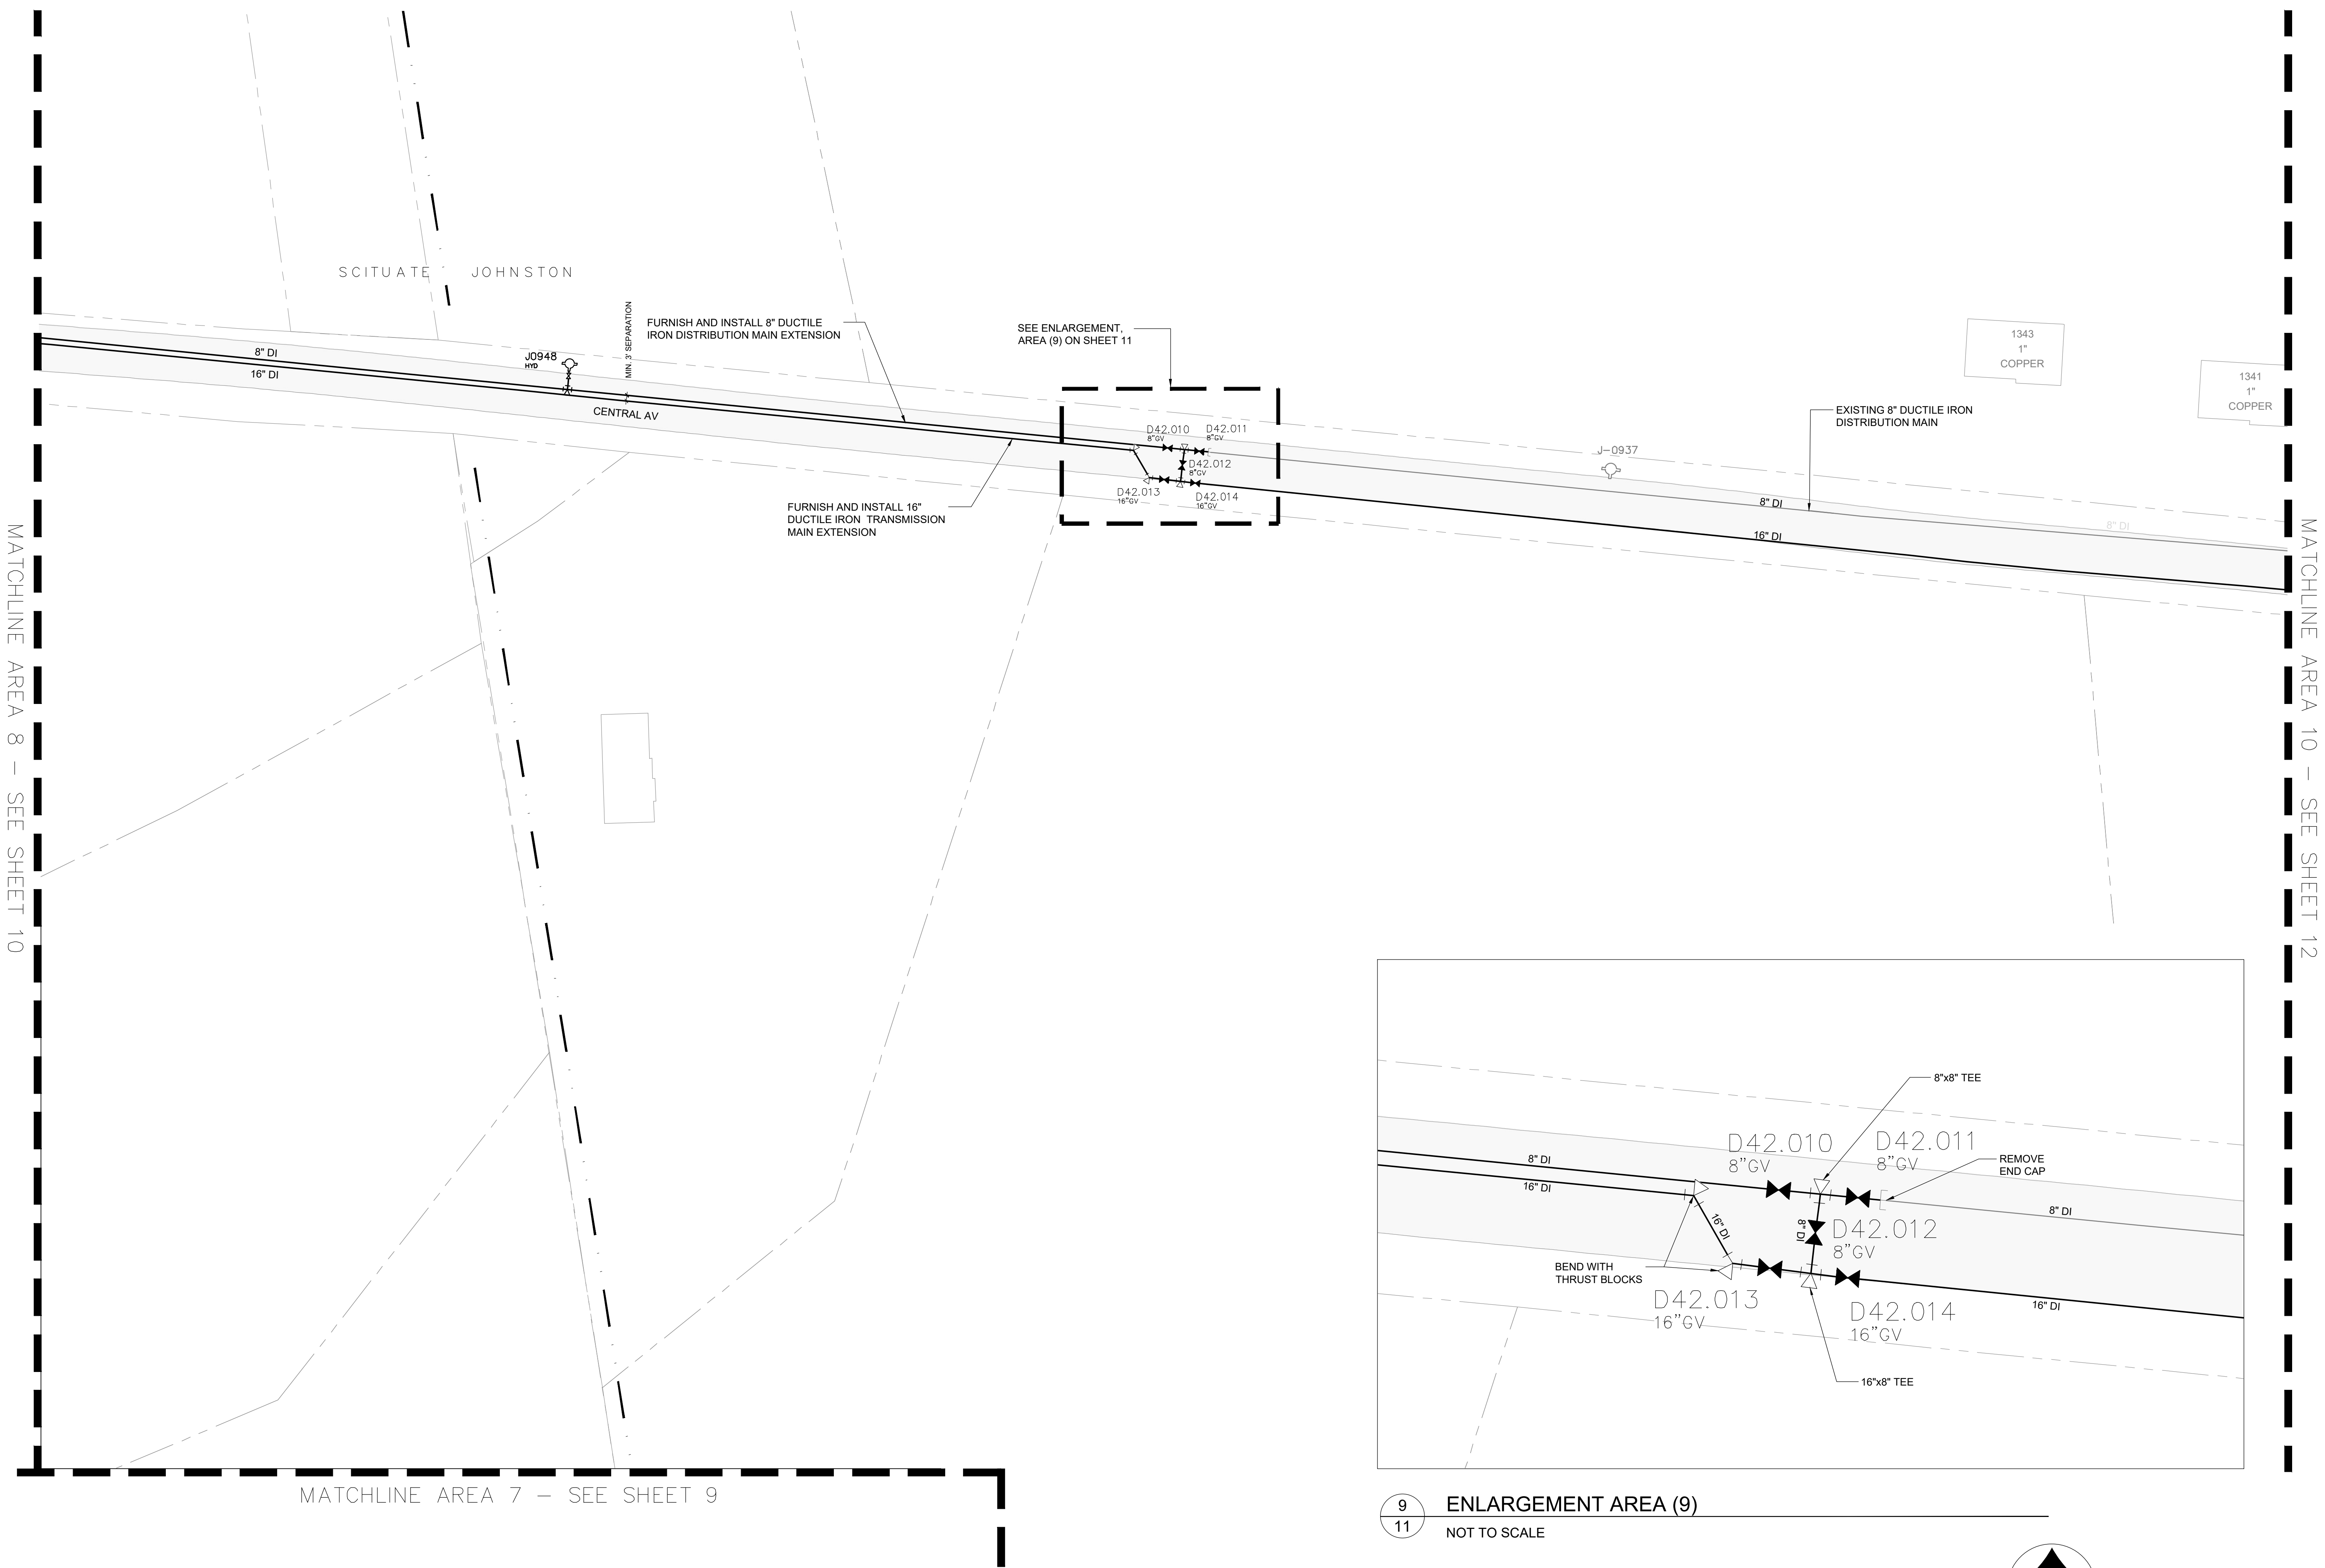 SCITUATE JOHNSTON
MIN. 3' SEPARATION
FURNISH AND INSTALL 8" DUCTILE
IRON DISTRIBUTION MAIN EXTENSION
SEE ENLARGEMENT,
AREA (9) ON SHEET 11
1343
1"
COPPER
1341
1"
COPPER
8" DI
16" DI
J0948
HYD
CENTRAL AV
EXISTING 8" DUCTILE IRON
DISTRIBUTION MAIN
D42.010
8"GV
D42.011
8"GV
D42.012
8"GV
D42.013
16"GV
D42.014
16"GV
J-0937
8" DI
8" DI
16" DI
FURNISH AND INSTALL 16"
DUCTILE IRON TRANSMISSION
MAIN EXTENSION
MATCHLINE AREA 8 - SEE SHEET 10
MATCHLINE AREA 10 - SEE SHEET 12
8"x8" TEE
D42.010
8"GV
D42.011
8"GV
REMOVE
END CAP
8" DI
16" DI
16" DI
8" DI
D42.012
8"GV
8" DI
BEND WITH
THRUST BLOCKS
D42.013
16"GV
D42.014
16"GV
16" DI
16"x8" TEE
MATCHLINE AREA 7 - SEE SHEET 9
9
11
ENLARGEMENT AREA (9)
NOT TO SCALE